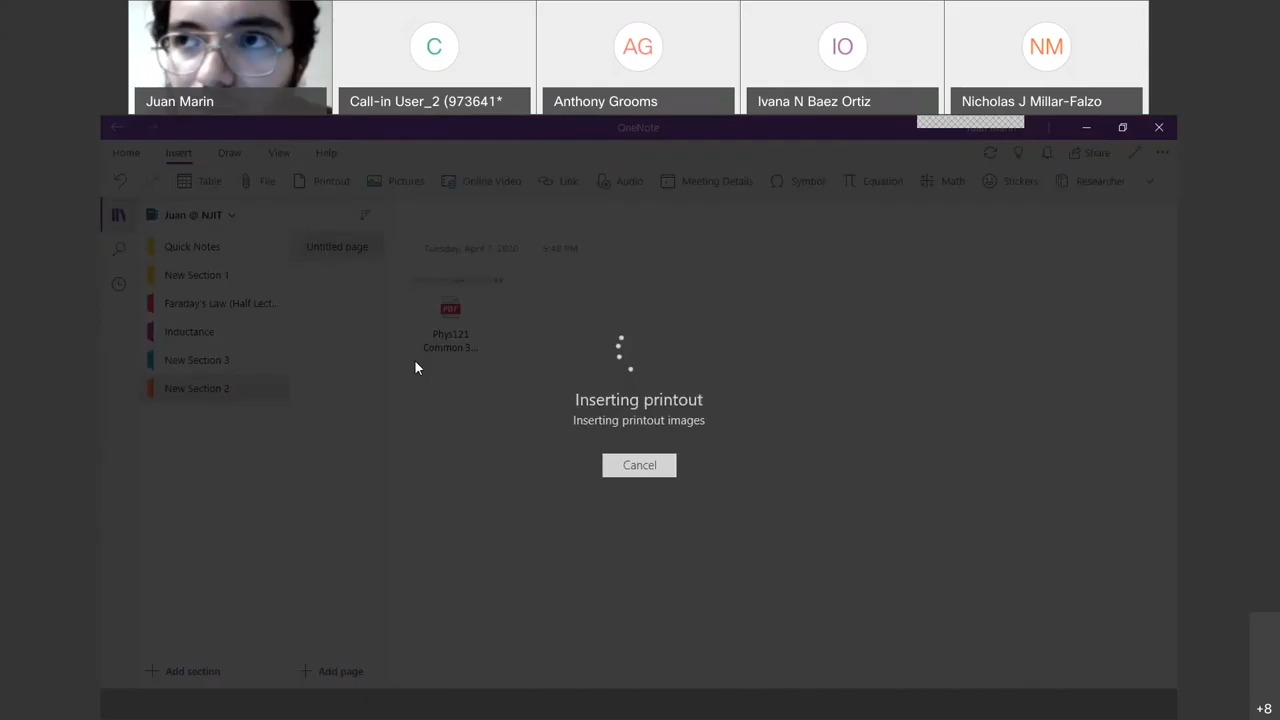 C
AG
IO
NM
Juan Marin
Call-in User_2 (973641*
Anthony Grooms
Ivana N Baez Ortiz
Nicholas J Millar-Falzo
OneNote
Home
Insert
Draw
View
Help
Share
Table
File
Printout
Pictures
Online Video
Link
Audio
Meeting Details
Symbol
Equation
Math
Stickers
Researcher
Juan @ NJIT
Quick Notes
Untitled page
Tuesday, April 7, 2020
5:48 PM
New Section 1
Faraday's Law (Half Lect...
Inductance
New Section 3
New Section 2
PDF
Phys121
Common 3...
Inserting printout
Inserting printout images
Cancel
Add section
Add page
+8